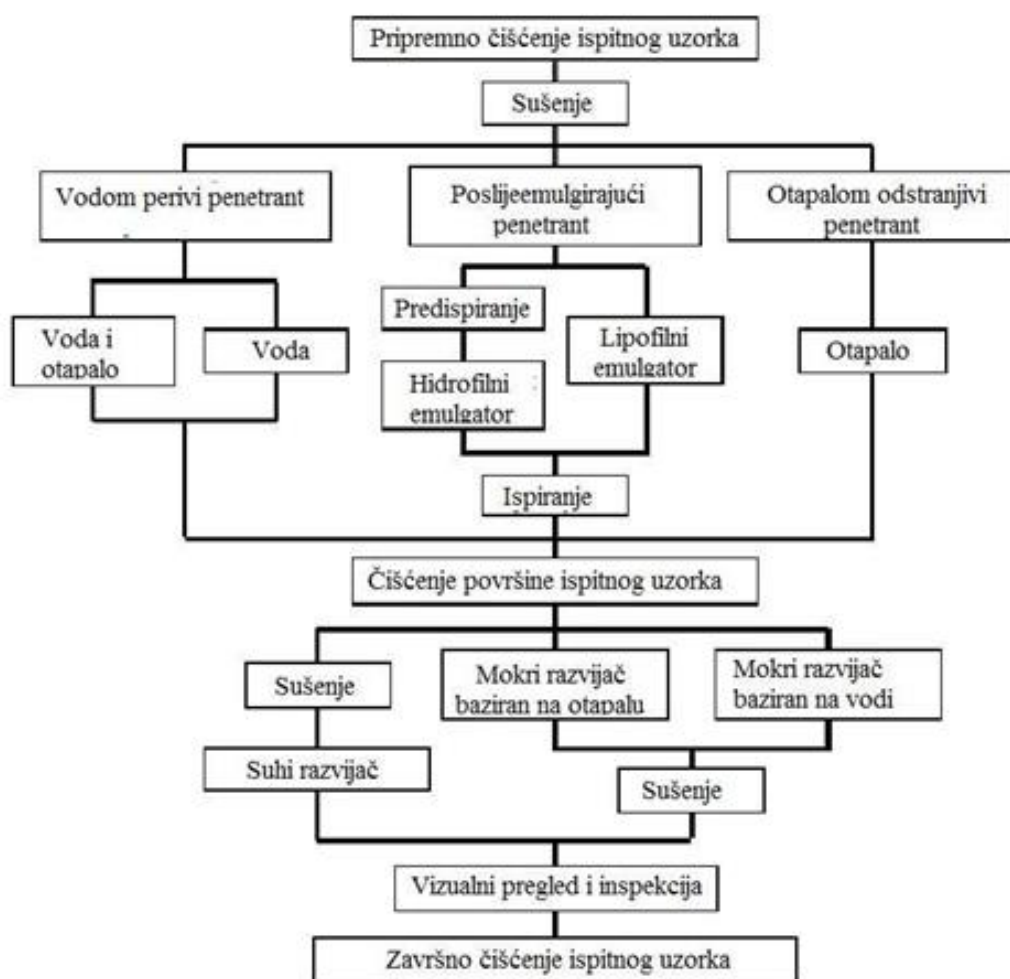 Pripremno čišćenje ispitnog uzorka
Sušenje
Vodom perivi penetrant
Poslijeemulgirajući
penetrant
Otapalom odstranjivi
penetrant
Voda i
otapalo
Voda
Predispiranje
Hidrofilni
emulgator
Lipofilni
emulgator
Otapalo
Ispiranje
Čišćenje površine ispitnog uzorka
Sušenje
Mokri razvijač
baziran na otapalu
Mokri razvijač
baziran na vodi
Suhi razvijač
Sušenje
Vizualni pregled i inspekcija
Završno čišćenje ispitnog uzorka